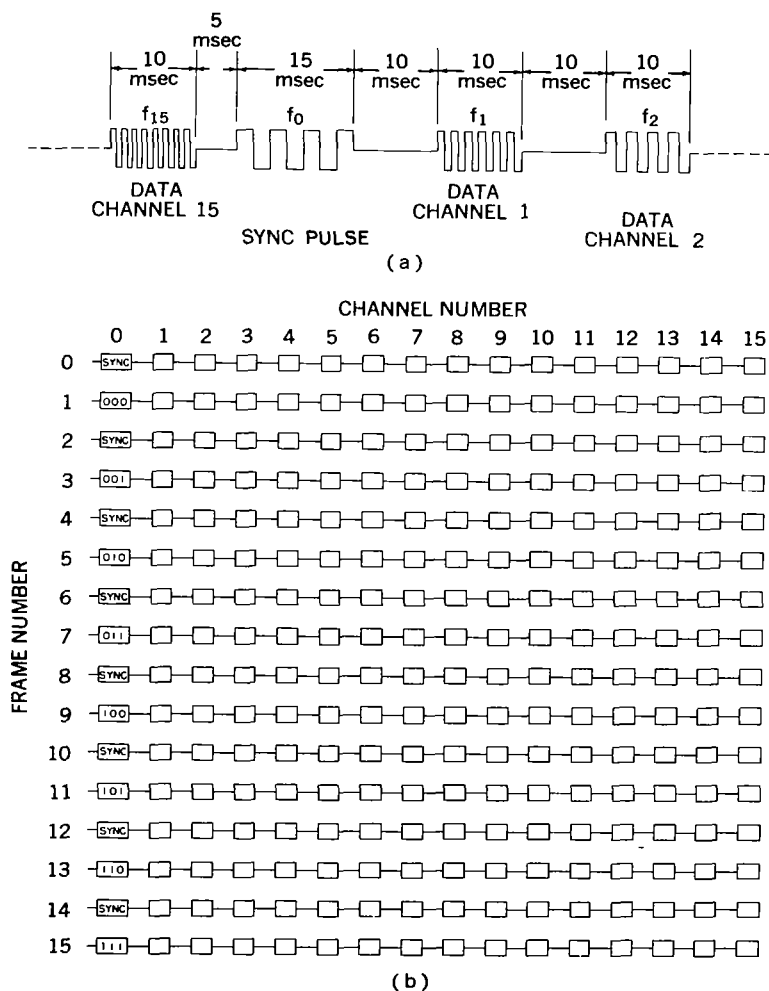 5
msec
10
msec
15
msec
10
msec
10
msec
10
msec
10
msec
f15
f0
f1
f2
DATA
CHANNEL 15
SYNC PULSE
DATA
CHANNEL 1
DATA
CHANNEL 2
(a)
CHANNEL NUMBER
0 1 2 3 4 5 6 7 8 9 10 11 12 13 14 15
FRAME NUMBER
0 SYNC
1 000
2 SYNC
3 001
4 SYNC
5 010
6 SYNC
7 011
8 SYNC
9 100
10 SYNC
11 101
12 SYNC
13 110
14 SYNC
15 111
(b)